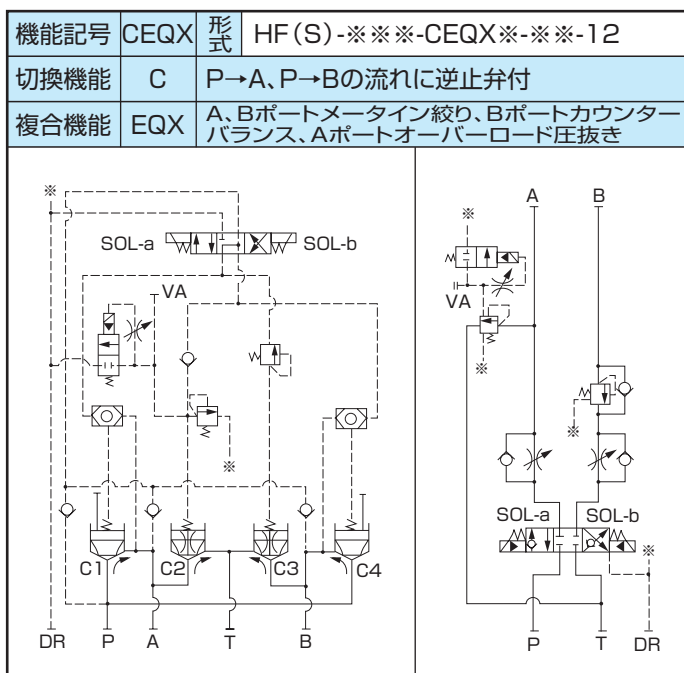 機能記号 CEQX 形式 HF(S)-※※※-CEQX※-※※-12
切換機能 C P→A、P→Bの流れに逆止弁付
複合機能 EQX A、Bポートメータイン絞り、Bポートカウンター
バランス、Aポートオーバーロード圧抜き
※
SOL-a SOL-b
VA
※
C1 C2 C3 C4
DR P A T B
A B
※
VA
※
※
SOL-a SOL-b
※
P T DR